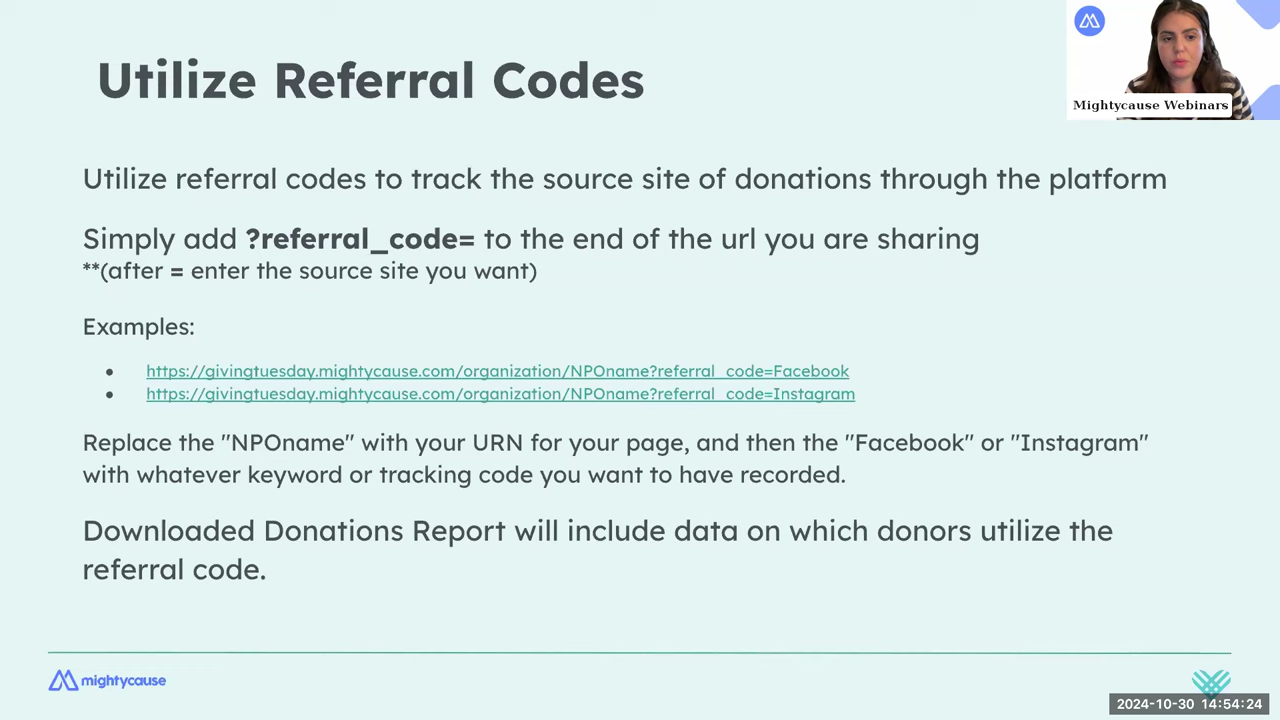 Utilize Referral Codes
Mightycause Webinars
Utilize referral codes to track the source site of donations through the platform
Simply add ?referral_code= to the end of the url you are sharing
**(after = enter the source site you want)
Examples:
● https://givingtuesday.mightycause.com/organization/NPOname?referral_code=Facebook
● https://givingtuesday.mightycause.com/organization/NPOname?referral_code=Instagram
Replace the "NPOname" with your URN for your page, and then the "Facebook" or "Instagram"
with whatever keyword or tracking code you want to have recorded.
Downloaded Donations Report will include data on which donors utilize the
referral code.
mightycause
2024-10-30 14:54:24